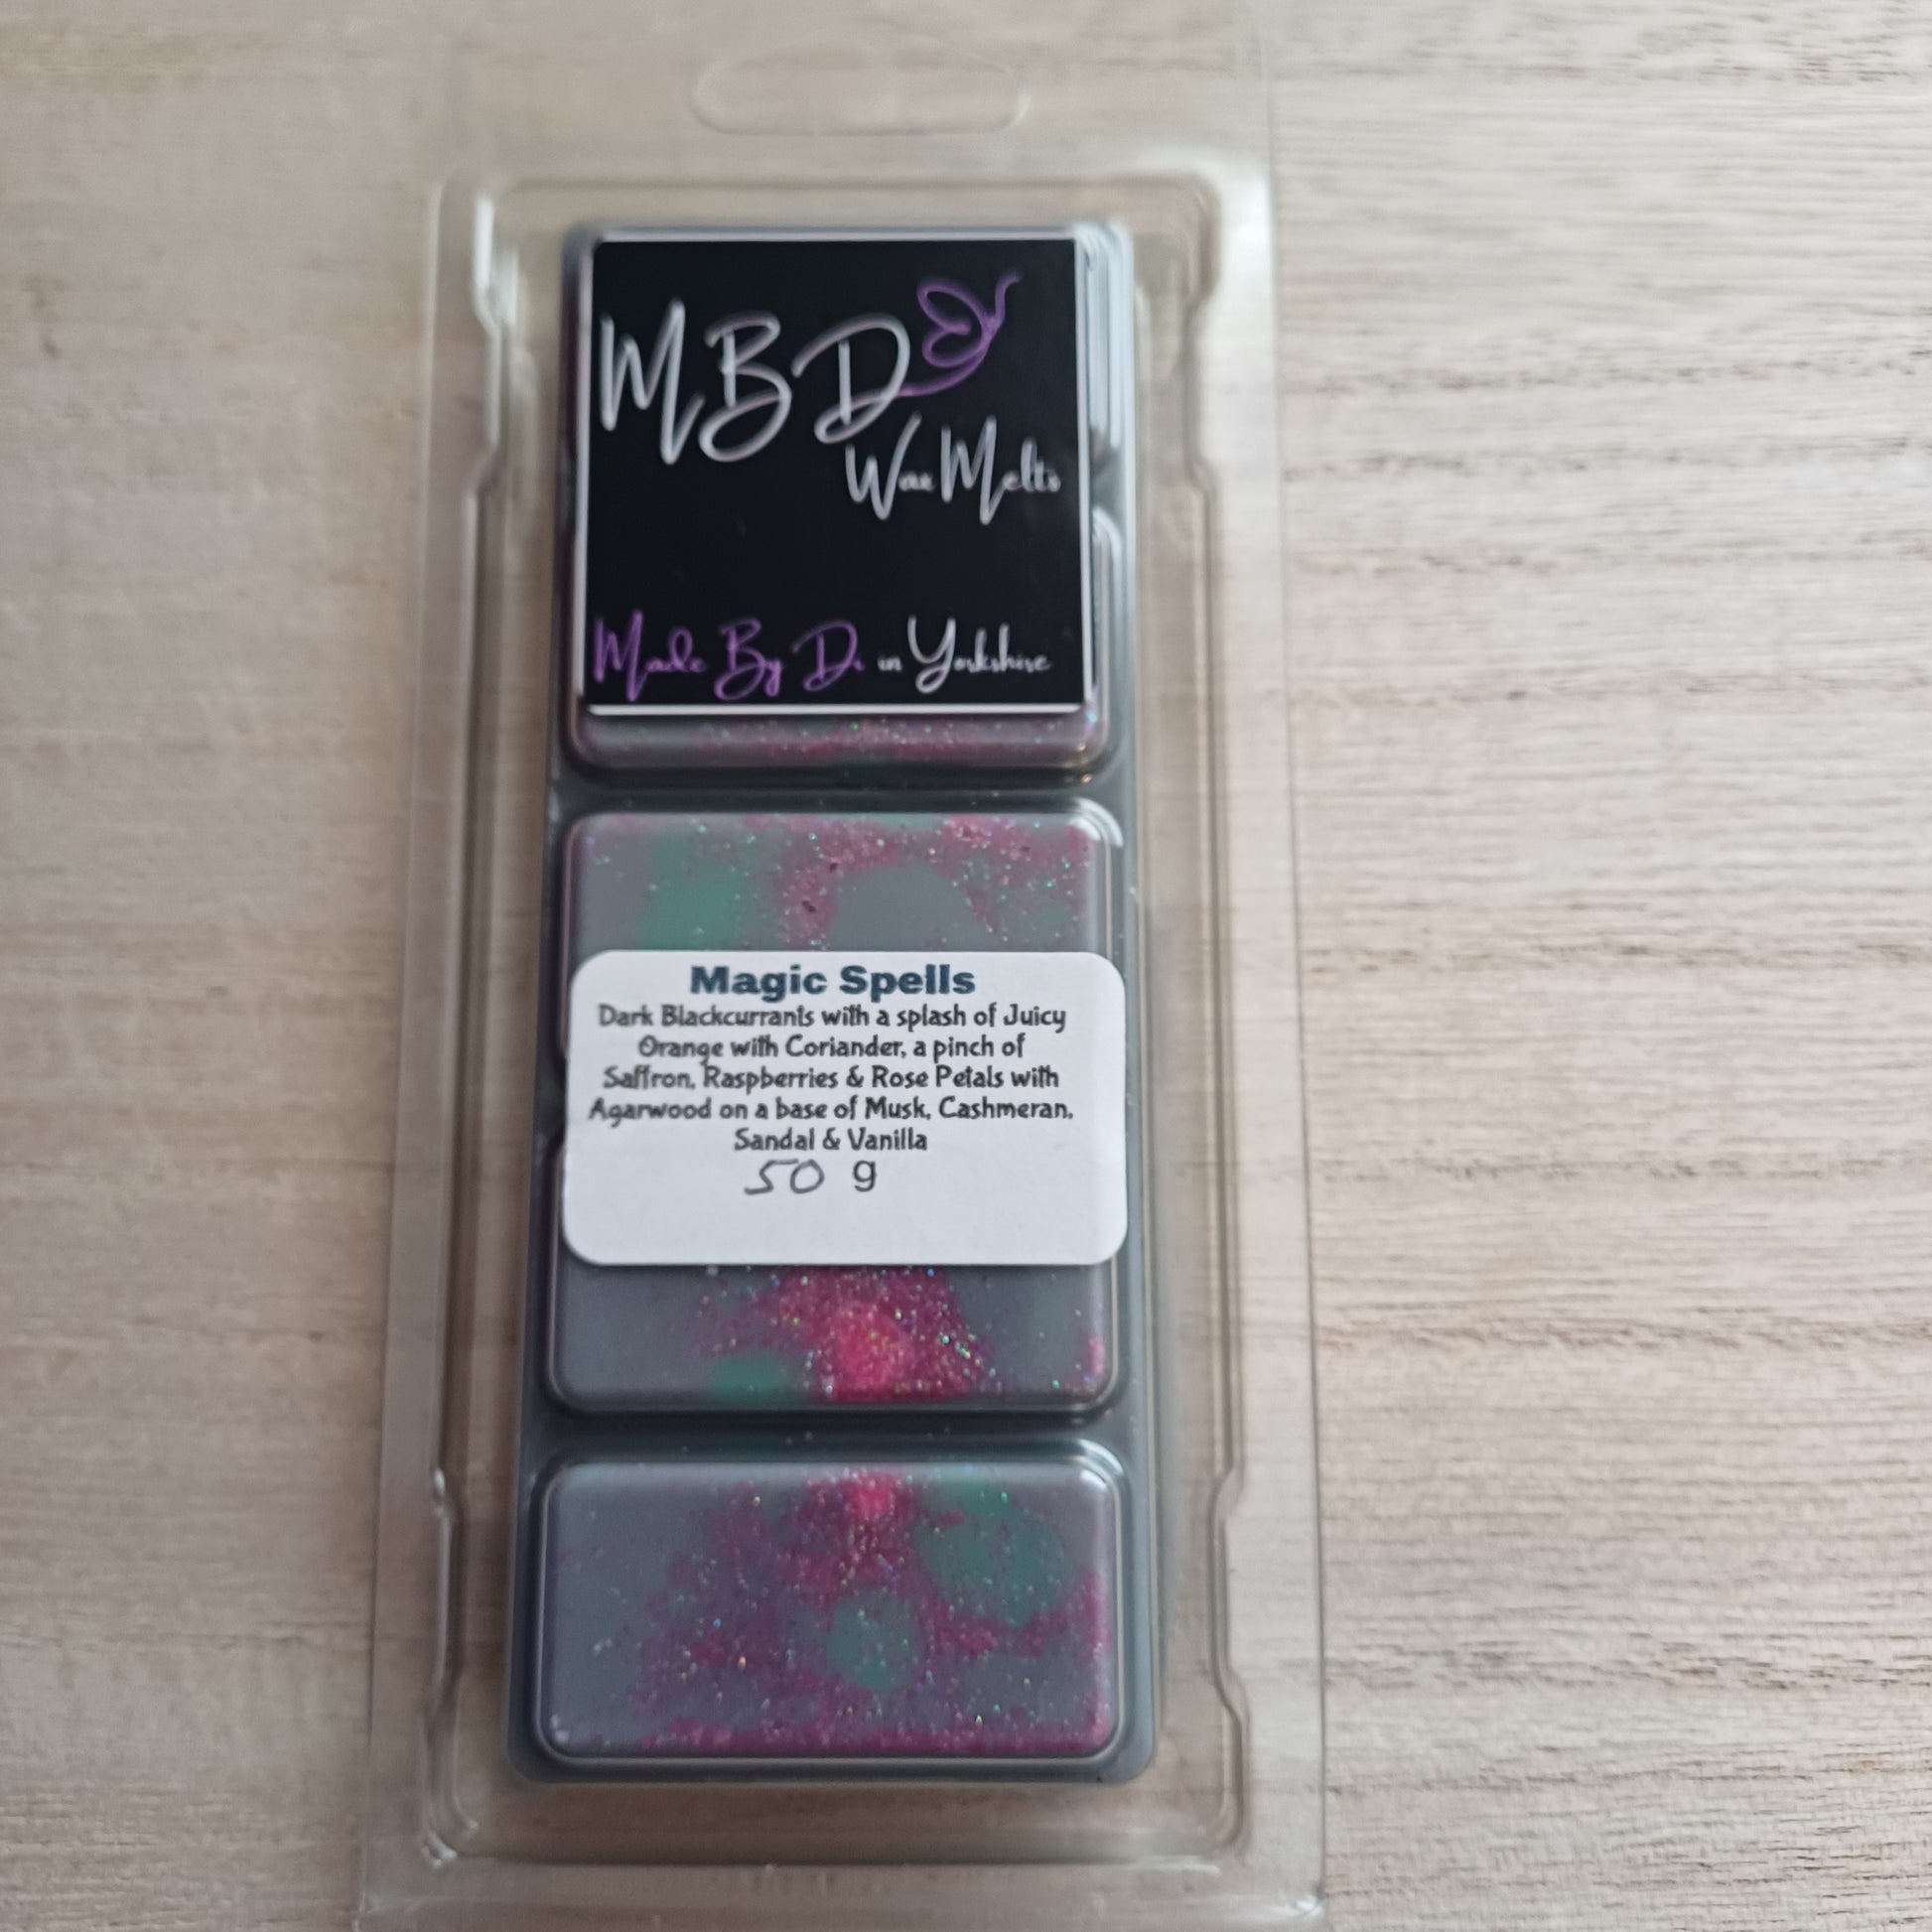 MBD
Wax Melts
Made By Di in Yorkshire
Magic Spells
Dark Blackcurrants with a splash of Juicy
Orange with Coriander, a pinch of
Saffron, Raspberries & Rose Petals with
Agarwood on a base of Musk, Cashmeran,
Sandal & Vanilla
50 g